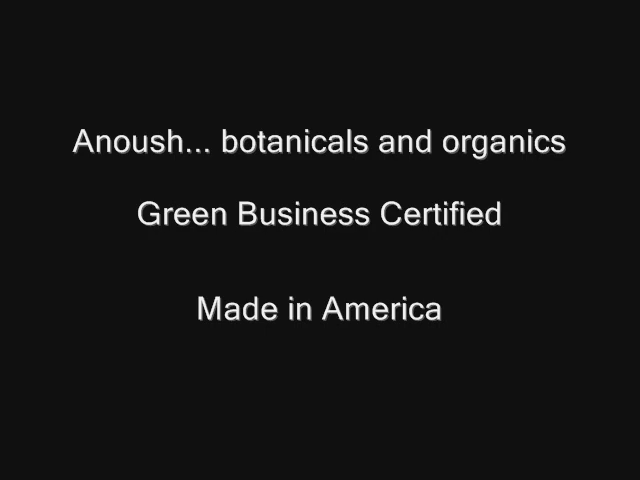 Anoush... botanicals and organics
Green Business Certified
Made in America